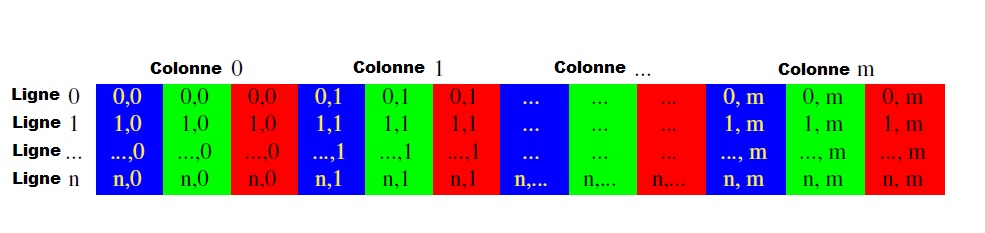 Colonne 0 Colonne 1 Colonne ... Colonne m
Ligne 0 0,0 0,0 0,0 0,1 0,1 0,1 ... ... ... 0, m 0, m 0, m
Ligne 1 1,0 1,0 1,0 1,1 1,1 1,1 ... ... ... 1, m 1, m 1, m
Ligne ... ...,0 ...,0 ...,0 ...,1 ...,1 ...,1 ... ... ... ..., m ..., m ..., m
Ligne n n,0 n,0 n,0 n,1 n,1 n,1 n,... n,... n,... n, m n, m n, m